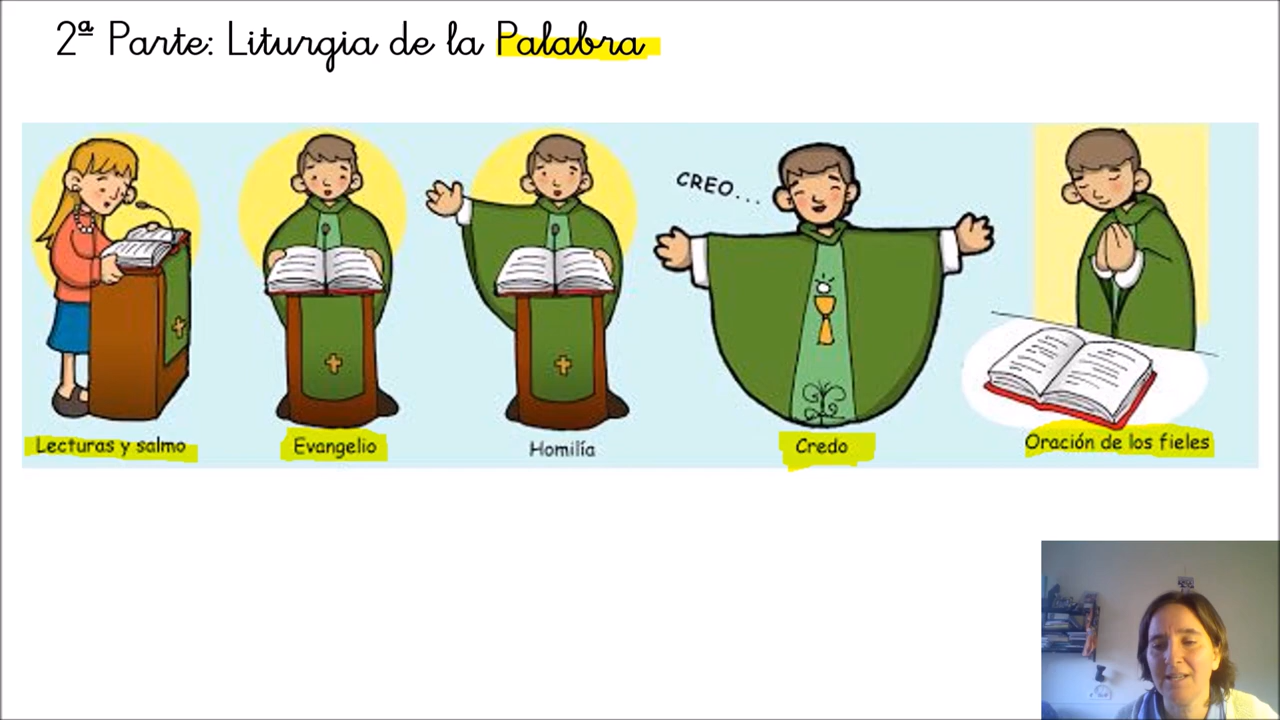 2ª Parte: Liturgia de la Palabra
CREO...
Lecturas y salmo
Evangelio
Homilía
Credo
Oración de los fieles